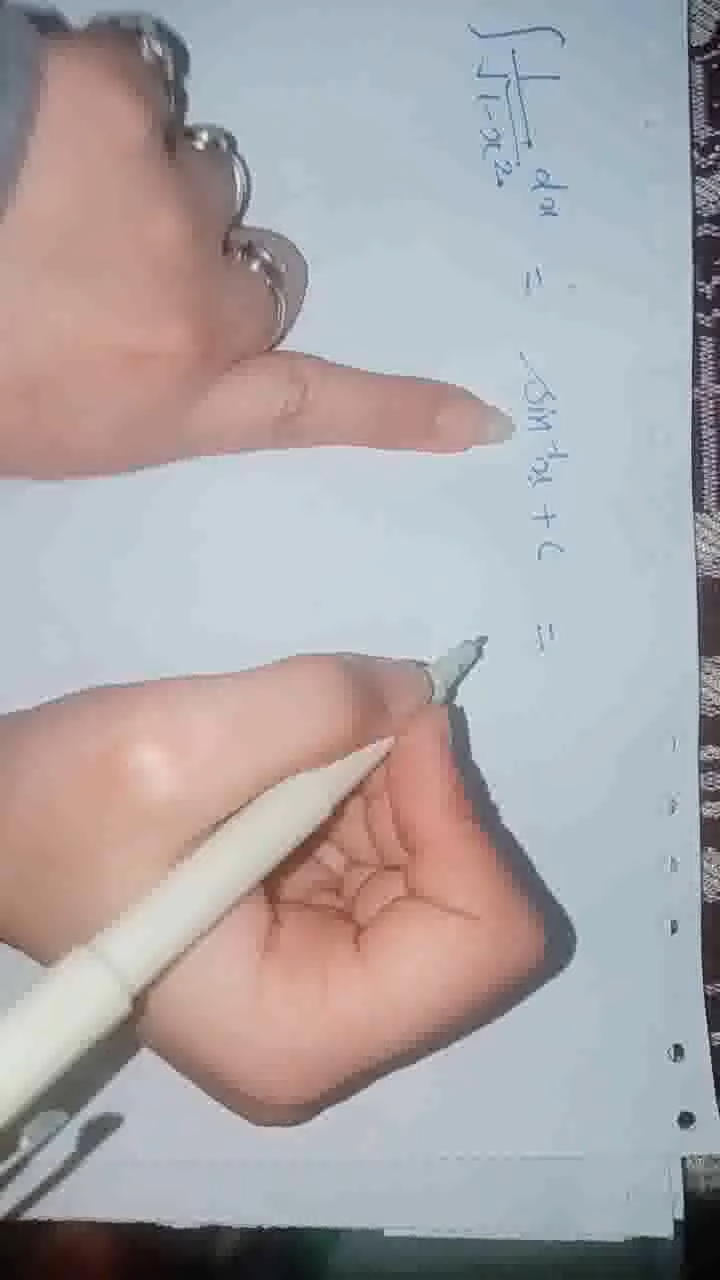 ∫ 1/√(1-x²) dx = sin⁻¹x + c =